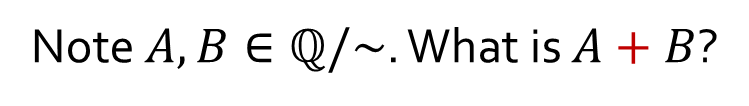 Note A, B ∈ ℚ/~. What is A + B?